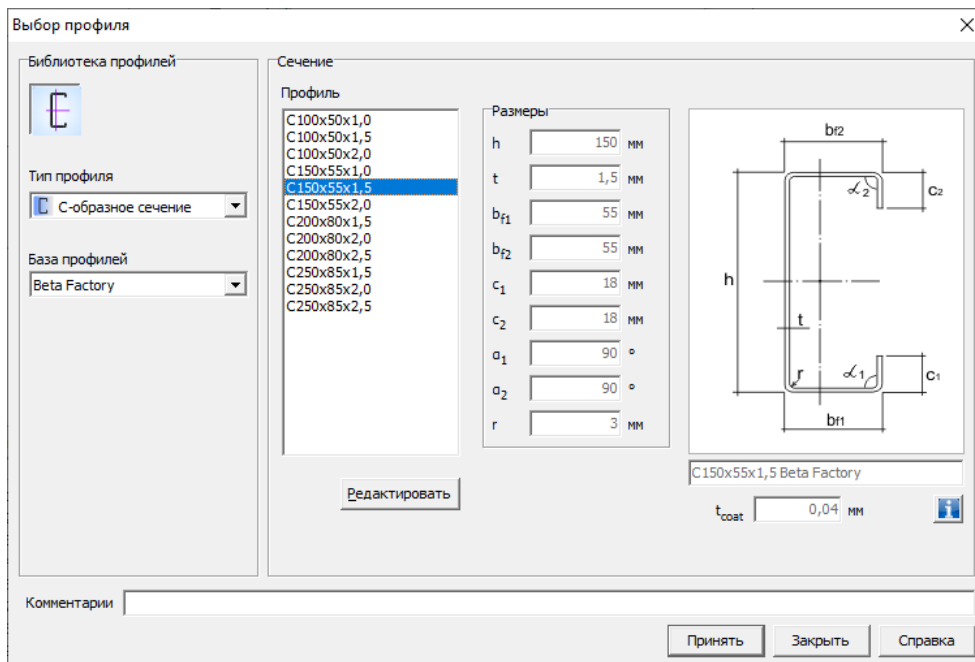 Выбор профиля
Библиотека профилей
Тип профиля
С-образное сечение
База профилей
Beta Factory
Сечение
Профиль
C100x50x1,0
C100x50x1,5
C100x50x2,0
C150x55x1,0
C150x55x1,5
C150x55x2,0
C200x80x1,5
C200x80x2,0
C200x80x2,5
C250x85x1,5
C250x85x2,0
C250x85x2,5
Редактировать
Размеры
h 150 мм
t 1,5 мм
bf1 55 мм
bf2 55 мм
c1 18 мм
c2 18 мм
α1 90 °
α2 90 °
r 3 мм
bf2
α2
c2
h
t
r
α1
c1
bf1
C150x55x1,5 Beta Factory
tcoat 0,04 мм
i
Комментарии
Принять Закрыть Справка